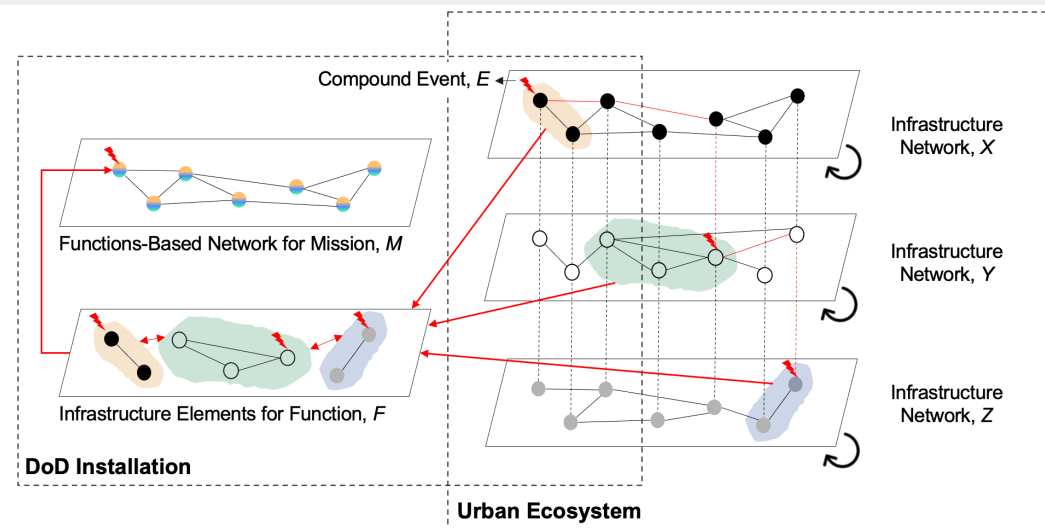 Compound Event, E
Infrastructure
Network, X
Functions-Based Network for Mission, M
Infrastructure
Network, Y
Infrastructure Elements for Function, F
Infrastructure
Network, Z
DoD Installation
Urban Ecosystem